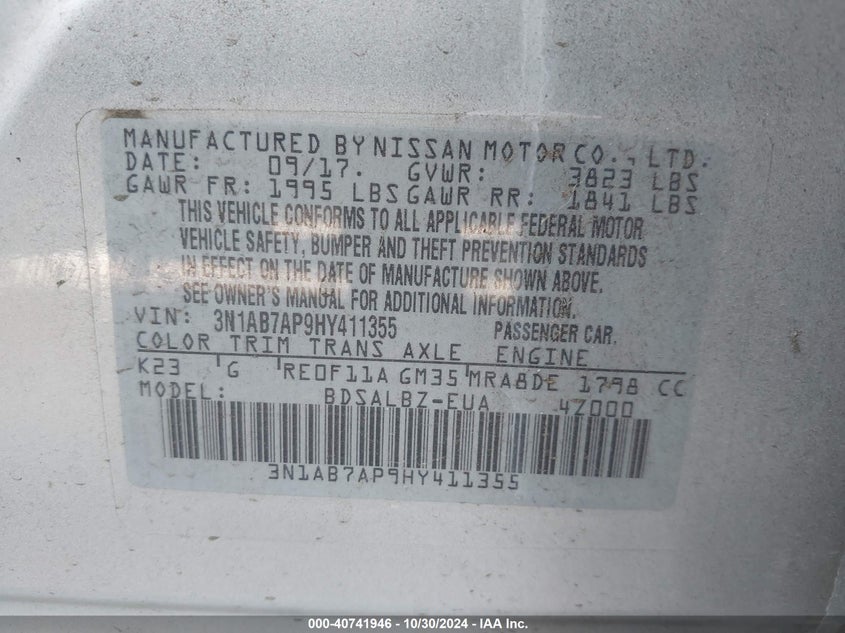 MANUFACTURED BY NISSAN MOTOR CO., LTD.
DATE: 09/17. GVWR: 3823 LBS
GAWR FR: 1995 LBS GAWR RR: 1841 LBS
THIS VEHICLE CONFORMS TO ALL APPLICABLE FEDERAL MOTOR
VEHICLE SAFETY, BUMPER AND THEFT PREVENTION STANDARDS
IN EFFECT ON THE DATE OF MANUFACTURE SHOWN ABOVE.
SEE OWNER'S MANUAL FOR ADDITIONAL INFORMATION.
VIN: 3N1AB7AP9HY411355 PASSENGER CAR.
COLOR TRIM TRANS AXLE ENGINE
K23 G RE0F11A GM35 MRA8DE 1798 CC
MODEL: BDSALBZ-EUA 4Z000
3N1AB7AP9HY411355
000-40741946 - 10/30/2024 - IAA Inc.